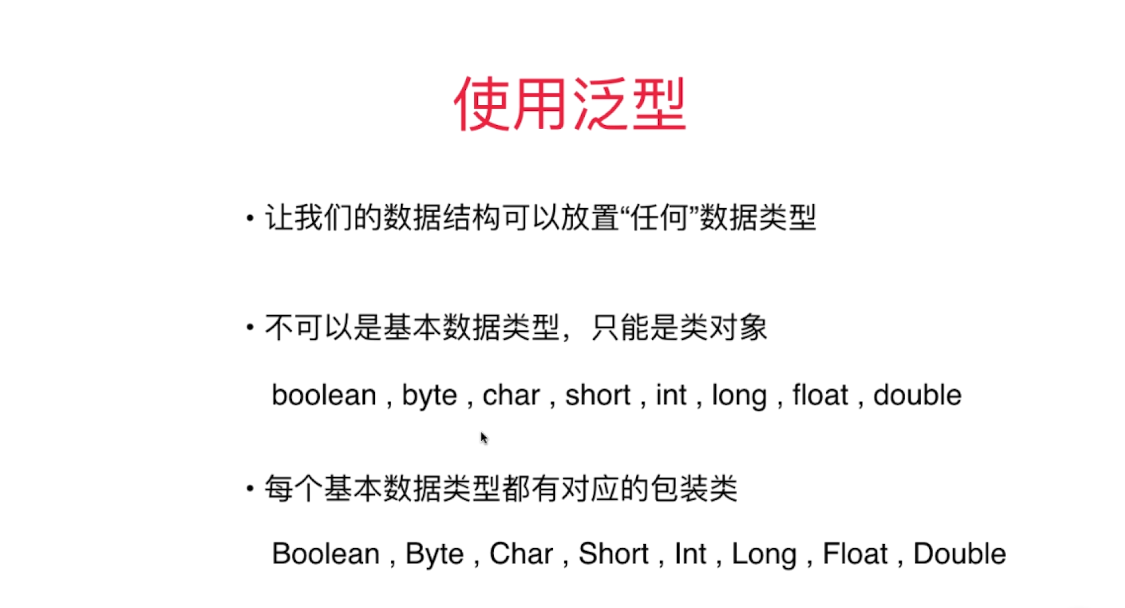 使用泛型
• 让我们的数据结构可以放置“任何”数据类型
• 不可以是基本数据类型，只能是类对象
boolean , byte , char , short , int , long , float , double
• 每个基本数据类型都有对应的包装类
Boolean , Byte , Char , Short , Int , Long , Float , Double